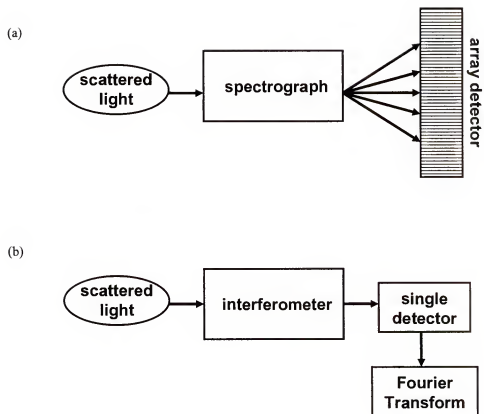 (a)
scattered
light
spectrograph
array detector
(b)
scattered
light
interferometer
single
detector
Fourier
Transform